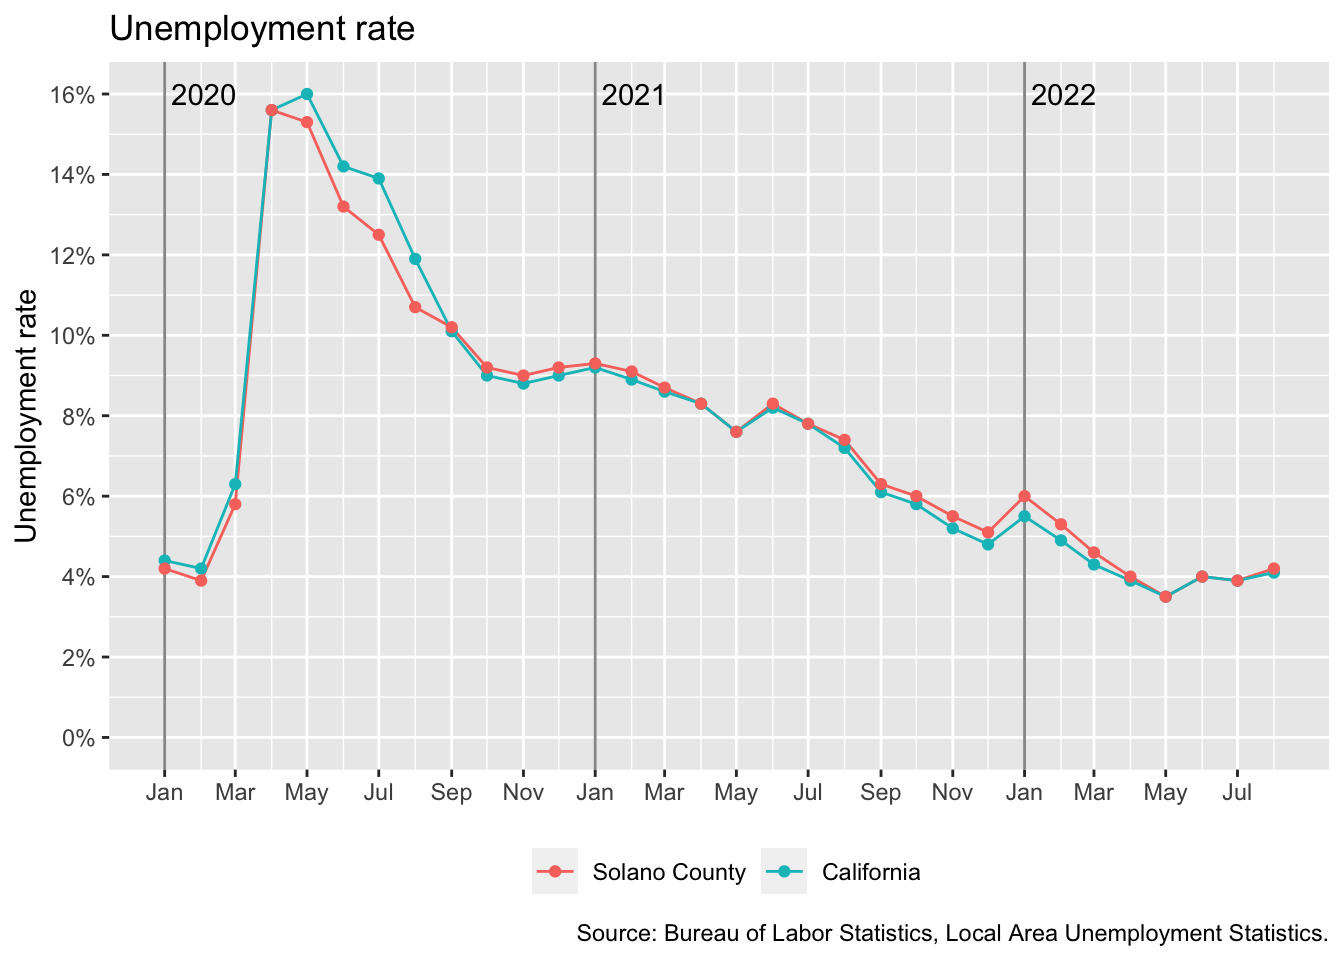 Unemployment rate
2020 2021 2022
16%
14%
12%
10%
8%
6%
4%
2%
0%
Unemployment rate
Jan Mar May Jul Sep Nov Jan Mar May Jul Sep Nov Jan Mar May Jul
Solano County California
Source: Bureau of Labor Statistics, Local Area Unemployment Statistics.